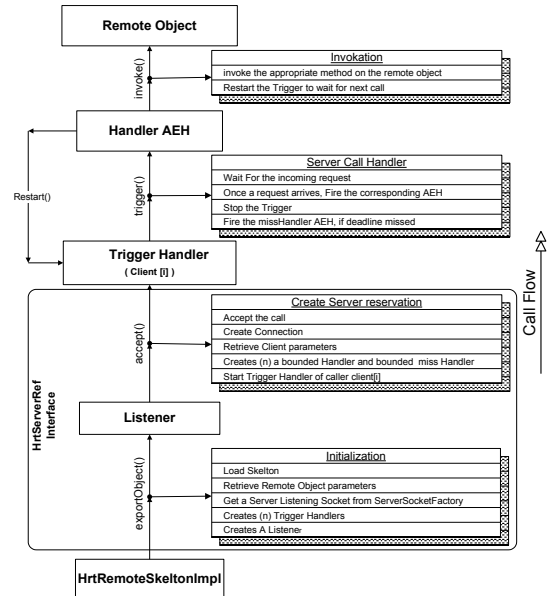 Remote Object
Invokation
invoke the appropriate method on the remote object
Restart the Trigger to wait for next call
invoke()
Handler AEH
Server Call Handler
Wait For the incoming request
Once a request arrives, Fire the corresponding AEH
Stop the Trigger
Fire the missHandler AEH, if deadline missed
trigger()
Restart()
Trigger Handler
( Client [i] )
Call Flow
Create Server reservation
Accept the call
Create Connection
Retrieve Client parameters
Creates (n) a bounded Handler and bounded miss Handler
Start Trigger Handler of caller client[i]
accept()
HrtServerRef
Interface
Listener
Initialization
Load Skelton
Retrieve Remote Object parameters
Get a Server Listening Socket from ServerSocketFactory
Creates (n) Trigger Handlers
Creates A Listener
exportObject()
HrtRemoteSkeltonImpl